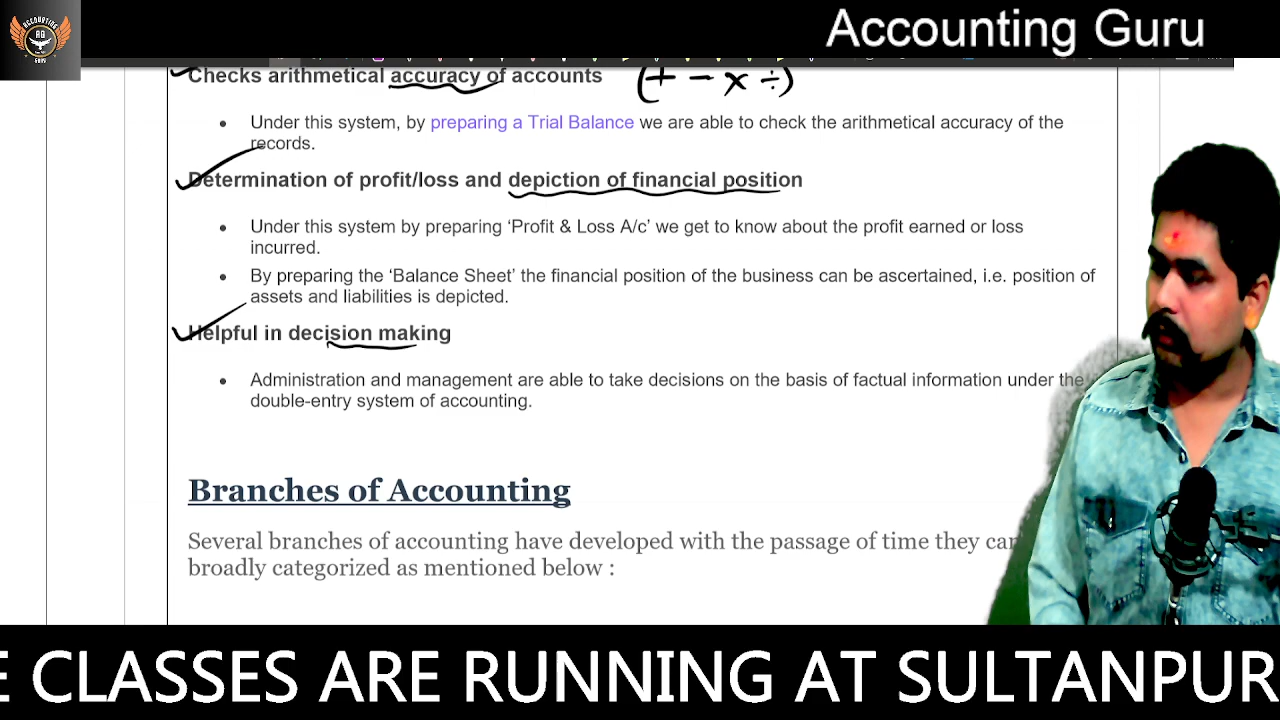 Accounting Guru
ACCOUNTING
AG
GURU
Checks arithmetical accuracy of accounts (+ - x ÷)
• Under this system, by preparing a Trial Balance we are able to check the arithmetical accuracy of the
records.
Determination of profit/loss and depiction of financial position
• Under this system by preparing ‘Profit & Loss A/c’ we get to know about the profit earned or loss
incurred.
• By preparing the ‘Balance Sheet’ the financial position of the business can be ascertained, i.e. position of
assets and liabilities is depicted.
Helpful in decision making
• Administration and management are able to take decisions on the basis of factual information under the
double-entry system of accounting.
Branches of Accounting
Several branches of accounting have developed with the passage of time they can
broadly categorized as mentioned below :
E CLASSES ARE RUNNING AT SULTANPUR